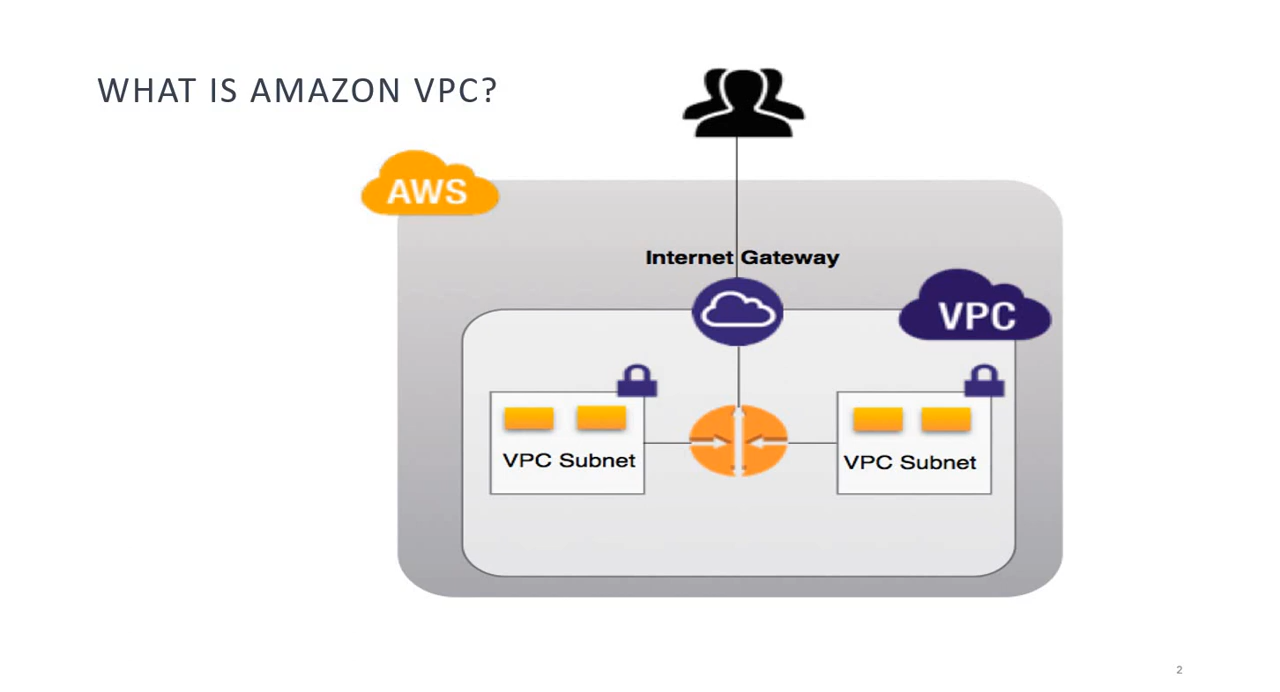 WHAT IS AMAZON VPC?
AWS
Internet Gateway
VPC
VPC Subnet
VPC Subnet
2